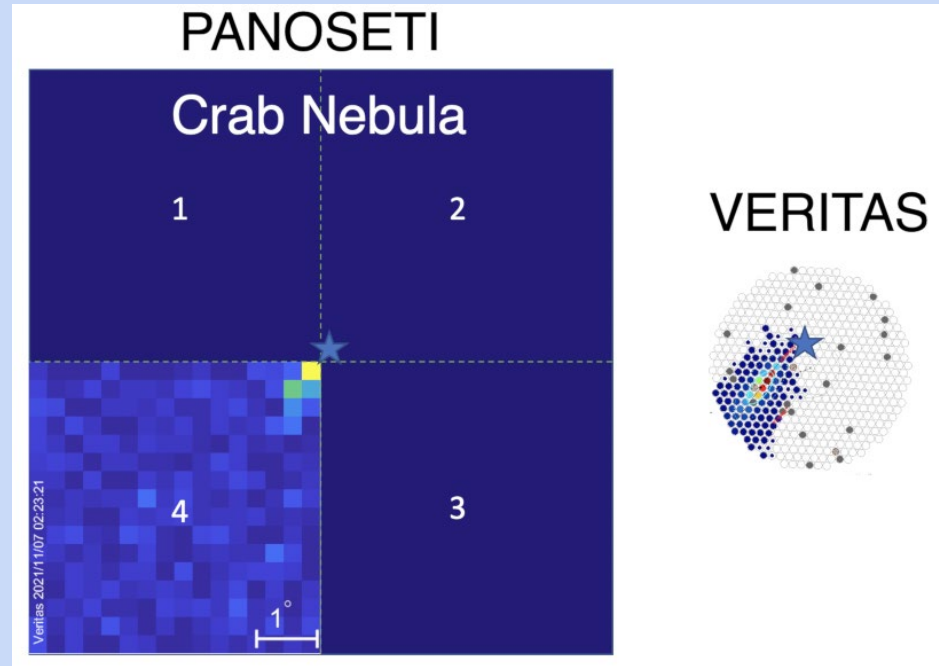 PANOSETI
Crab Nebula
1
2
VERITAS
4
3
Veritas 2021/11/07 02:23:21
1°